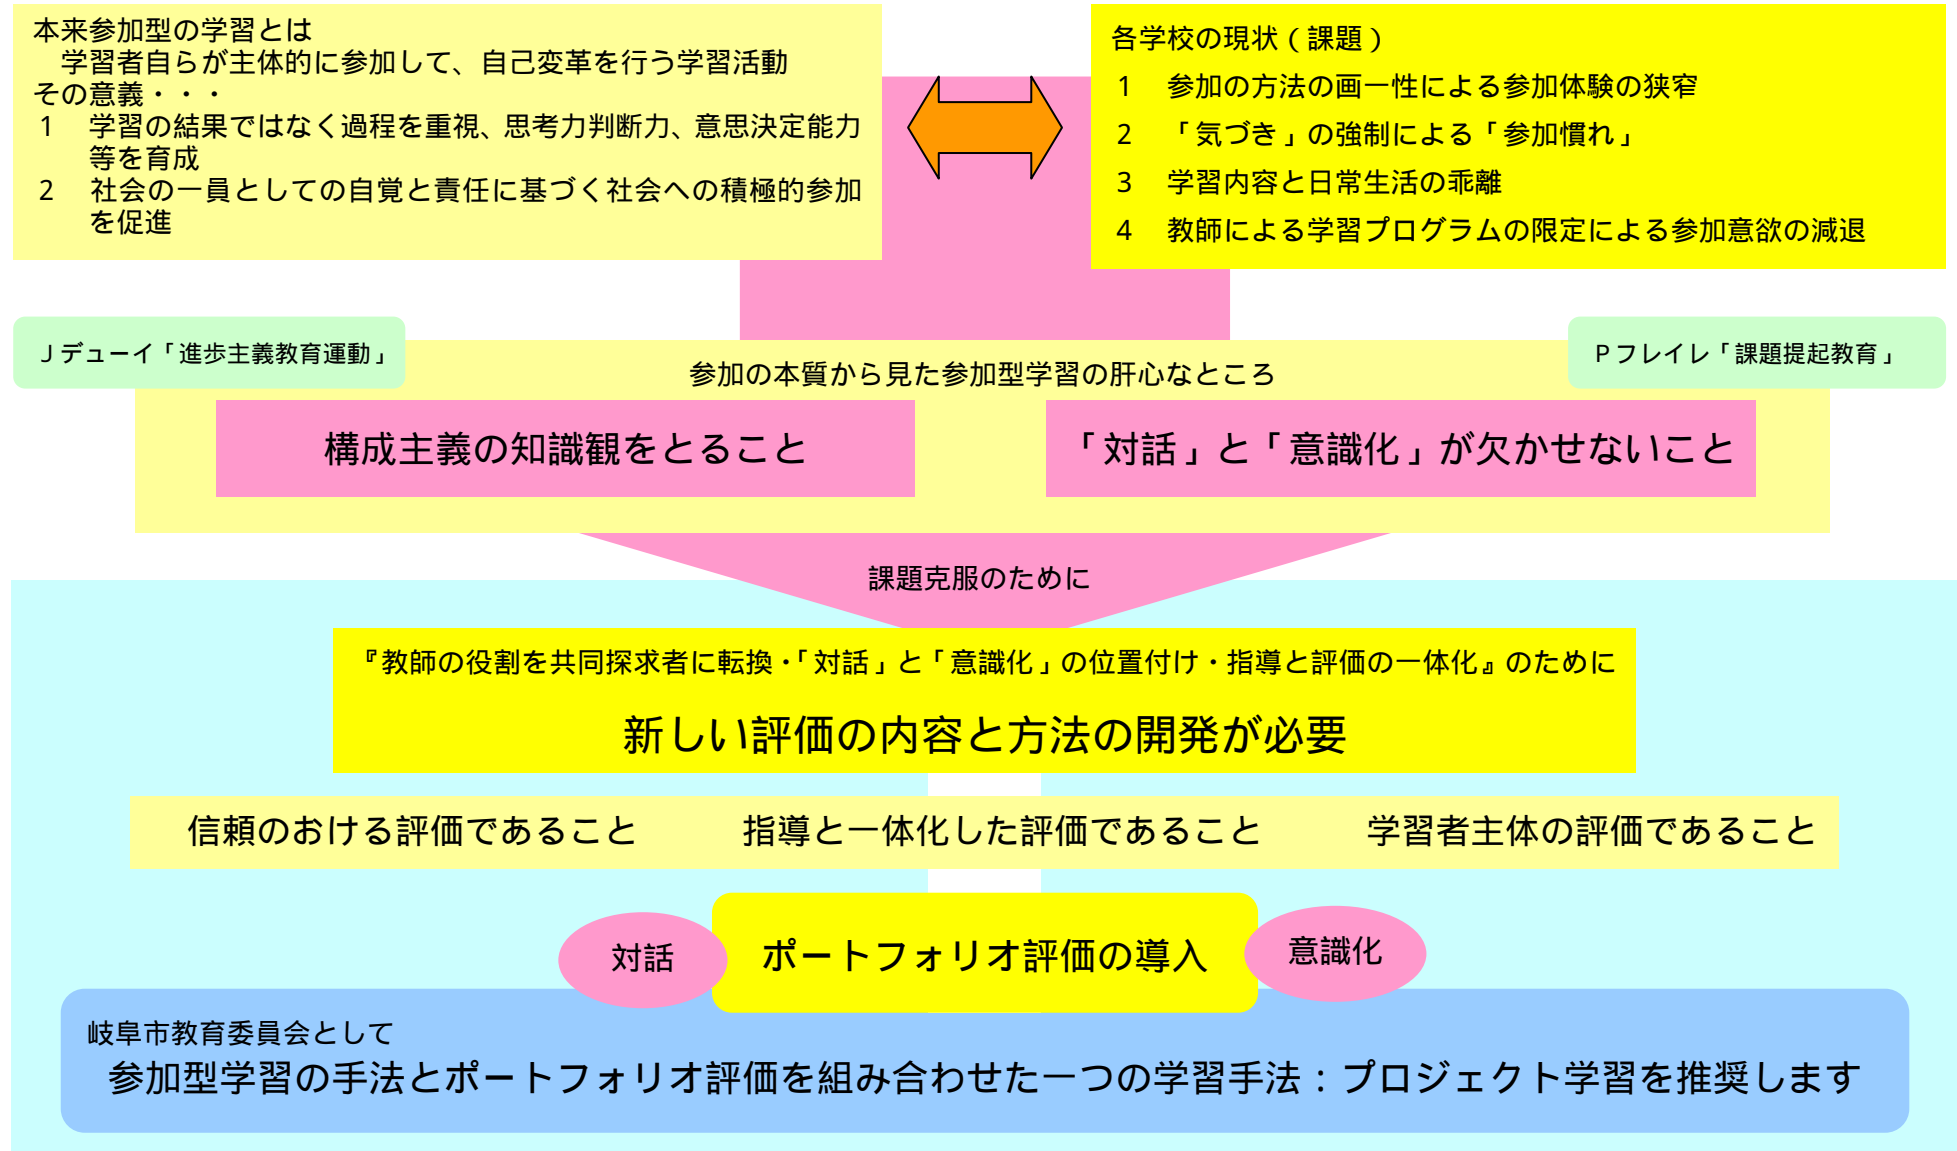 本来参加型の学習とは
学習者自らが主体的に参加して、自己変革を行う学習活動
その意義・・・
1 学習の結果ではなく過程を重視、思考力判断力、意思決定能力
等を育成
2 社会の一員としての自覚と責任に基づく社会への積極的参加
を促進
各学校の現状（課題）
1 参加の方法の画一性による参加体験の狭窄
2 「気づき」の強制による「参加慣れ」
3 学習内容と日常生活の乖離
4 教師による学習プログラムの限定による参加意欲の減退
Jデューイ「進歩主義教育運動」
Pフレイレ「課題提起教育」
参加の本質から見た参加型学習の肝心なところ
構成主義の知識観をとること
「対話」と「意識化」が欠かせないこと
課題克服のために
『教師の役割を共同探求者に転換・「対話」と「意識化」の位置付け・指導と評価の一体化』のために
新しい評価の内容と方法の開発が必要
信頼のおける評価であること 指導と一体化した評価であること 学習者主体の評価であること
対話
ポートフォリオ評価の導入
意識化
岐阜市教育委員会として
参加型学習の手法とポートフォリオ評価を組み合わせた一つの学習手法：プロジェクト学習を推奨します